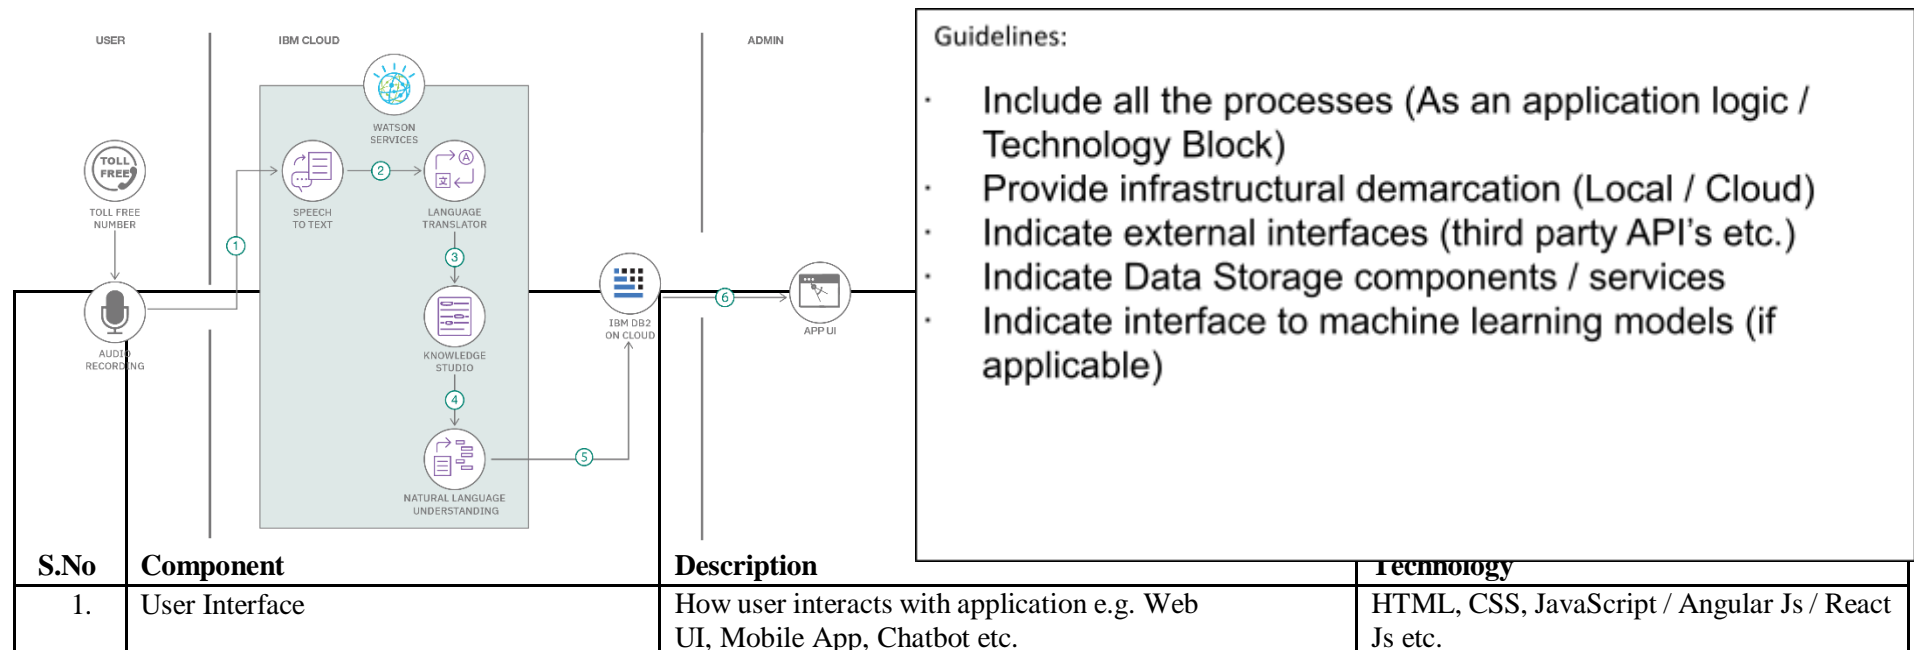 USER
IBM CLOUD
ADMIN
WATSON
SERVICES
TOLL
FREE
TOLL FREE
NUMBER
SPEECH
TO TEXT
2
LANGUAGE
TRANSLATOR
1
3
AUDIO
RECORDING
KNOWLEDGE
STUDIO
4
NATURAL LANGUAGE
UNDERSTANDING
5
IBM DB2
ON CLOUD
6
APP UI
Guidelines:
· Include all the processes (As an application logic /
Technology Block)
· Provide infrastructural demarcation (Local / Cloud)
· Indicate external interfaces (third party API's etc.)
· Indicate Data Storage components / services
· Indicate interface to machine learning models (if
applicable)
S.No Component Description Technology
1. User Interface How user interacts with application e.g. Web HTML, CSS, JavaScript / Angular Js / React
UI, Mobile App, Chatbot etc. Js etc.